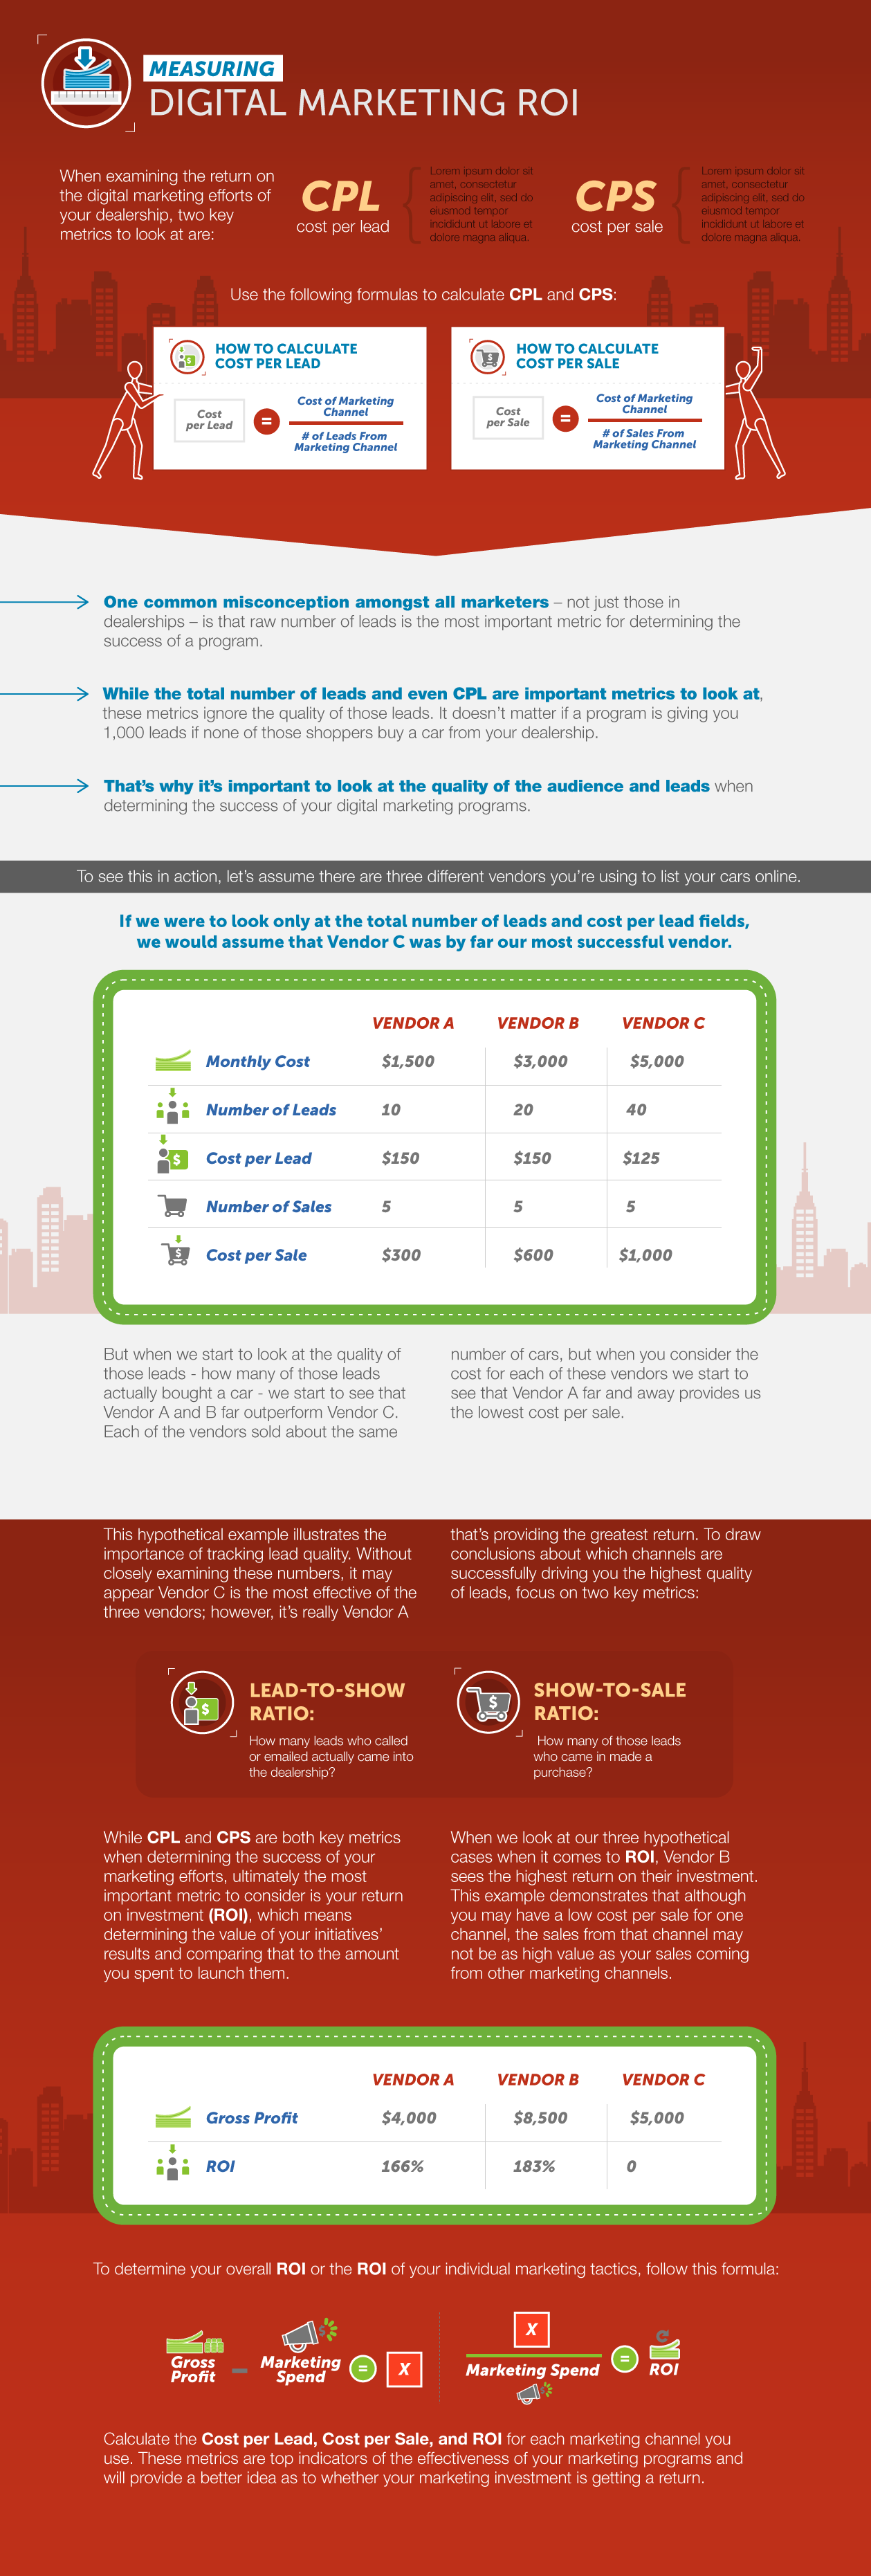 MEASURING
DIGITAL MARKETING ROI
When examining the return on
the digital marketing efforts of
your dealership, two key
metrics to look at are:
CPL
cost per lead
Lorem ipsum dolor sit
amet, consectetur
adipiscing elit, sed do
eiusmod tempor
incididunt ut labore et
dolore magna aliqua.
CPS
cost per sale
Lorem ipsum dolor sit
amet, consectetur
adipiscing elit, sed do
eiusmod tempor
incididunt ut labore et
dolore magna aliqua.
Use the following formulas to calculate CPL and CPS:
HOW TO CALCULATE
COST PER LEAD
Cost
per Lead
=
Cost of Marketing
Channel
# of Leads From
Marketing Channel
HOW TO CALCULATE
COST PER SALE
Cost
per Sale
=
Cost of Marketing
Channel
# of Sales From
Marketing Channel
One common misconception amongst all marketers – not just those in
dealerships – is that raw number of leads is the most important metric for determining the
success of a program.
While the total number of leads and even CPL are important metrics to look at,
these metrics ignore the quality of those leads. It doesn't matter if a program is giving you
1,000 leads if none of those shoppers buy a car from your dealership.
That's why it's important to look at the quality of the audience and leads when
determining the success of your digital marketing programs.
To see this in action, let's assume there are three different vendors you're using to list your cars online.
If we were to look only at the total number of leads and cost per lead fields,
we would assume that Vendor C was by far our most successful vendor.
VENDOR A VENDOR B VENDOR C
Monthly Cost $1,500 $3,000 $5,000
Number of Leads 10 20 40
Cost per Lead $150 $150 $125
Number of Sales 5 5 5
Cost per Sale $300 $600 $1,000
But when we start to look at the quality of
those leads - how many of those leads
actually bought a car - we start to see that
Vendor A and B far outperform Vendor C.
Each of the vendors sold about the same
number of cars, but when you consider the
cost for each of these vendors we start to
see that Vendor A far and away provides us
the lowest cost per sale.
This hypothetical example illustrates the
importance of tracking lead quality. Without
closely examining these numbers, it may
appear Vendor C is the most effective of the
three vendors; however, it's really Vendor A
that's providing the greatest return. To draw
conclusions about which channels are
successfully driving you the highest quality
of leads, focus on two key metrics:
LEAD-TO-SHOW
RATIO:
How many leads who called
or emailed actually came into
the dealership?
SHOW-TO-SALE
RATIO:
How many of those leads
who came in made a
purchase?
While CPL and CPS are both key metrics
when determining the success of your
marketing efforts, ultimately the most
important metric to consider is your return
on investment (ROI), which means
determining the value of your initiatives'
results and comparing that to the amount
you spent to launch them.
When we look at our three hypothetical
cases when it comes to ROI, Vendor B
sees the highest return on their investment.
This example demonstrates that although
you may have a low cost per sale for one
channel, the sales from that channel may
not be as high value as your sales coming
from other marketing channels.
VENDOR A VENDOR B VENDOR C
Gross Profit $4,000 $8,500 $5,000
ROI 166% 183% 0
To determine your overall ROI or the ROI of your individual marketing tactics, follow this formula:
Gross
Profit
–
Marketing
Spend
=
X
X
Marketing Spend
=
ROI
Calculate the Cost per Lead, Cost per Sale, and ROI for each marketing channel you
use. These metrics are top indicators of the effectiveness of your marketing programs and
will provide a better idea as to whether your marketing investment is getting a return.